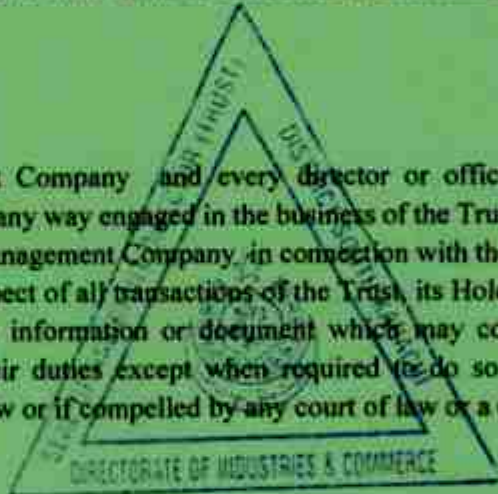 Company and every director or offic
any way engaged in the business of the Tru
nagement Company, in connection with th
pect of all transactions of the Trust, its Hol
information or document which may co
ir duties except when required to do so
w or if compelled by any court of law or a
(TRUST)
DIRECTORATE OF INDUSTRIES & COMMERCE